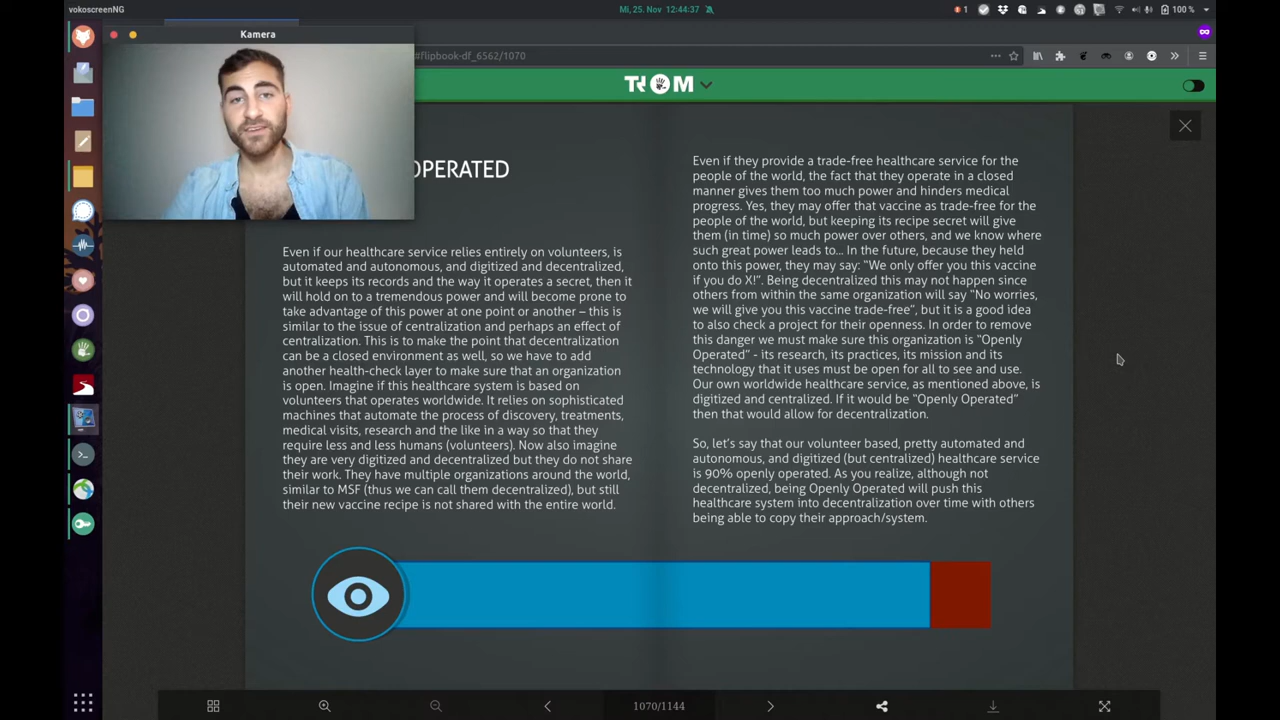 vokoscreenNG
Mi, 25. Nov 12:44:37
1
100 %
Kamera
#flipbook-df_6562/1070
TROM
OPERATED
Even if our healthcare service relies entirely on volunteers, is
automated and autonomous, and digitized and decentralized,
but it keeps its records and the way it operates a secret, then it
will hold on to a tremendous power and will become prone to
take advantage of this power at one point or another – this is
similar to the issue of centralization and perhaps an effect of
centralization. This is to make the point that decentralization
can be a closed environment as well, so we have to add
another health-check layer to make sure that an organization
is open. Imagine if this healthcare system is based on
volunteers that operates worldwide. It relies on sophisticated
machines that automate the process of discovery, treatments,
medical visits, research and the like in a way so that they
require less and less humans (volunteers). Now also imagine
they are very digitized and decentralized but they do not share
their work. They have multiple organizations around the world,
similar to MSF (thus we can call them decentralized), but still
their new vaccine recipe is not shared with the entire world.
Even if they provide a trade-free healthcare service for the
people of the world, the fact that they operate in a closed
manner gives them too much power and hinders medical
progress. Yes, they may offer that vaccine as trade-free for the
people of the world, but keeping its recipe secret will give
them (in time) so much power over others, and we know where
such great power leads to... In the future, because they held
onto this power, they may say: "We only offer you this vaccine
if you do X!". Being decentralized this may not happen since
others from within the same organization will say "No worries,
we will give you this vaccine trade-free", but it is a good idea
to also check a project for their openness. In order to remove
this danger we must make sure this organization is "Openly
Operated" - its research, its practices, its mission and its
technology that it uses must be open for all to see and use.
Our own worldwide healthcare service, as mentioned above, is
digitized and centralized. If it would be "Openly Operated"
then that would allow for decentralization.
So, let's say that our volunteer based, pretty automated and
autonomous, and digitized (but centralized) healthcare service
is 90% openly operated. As you realize, although not
decentralized, being Openly Operated will push this
healthcare system into decentralization over time with others
being able to copy their approach/system.
1070/1144